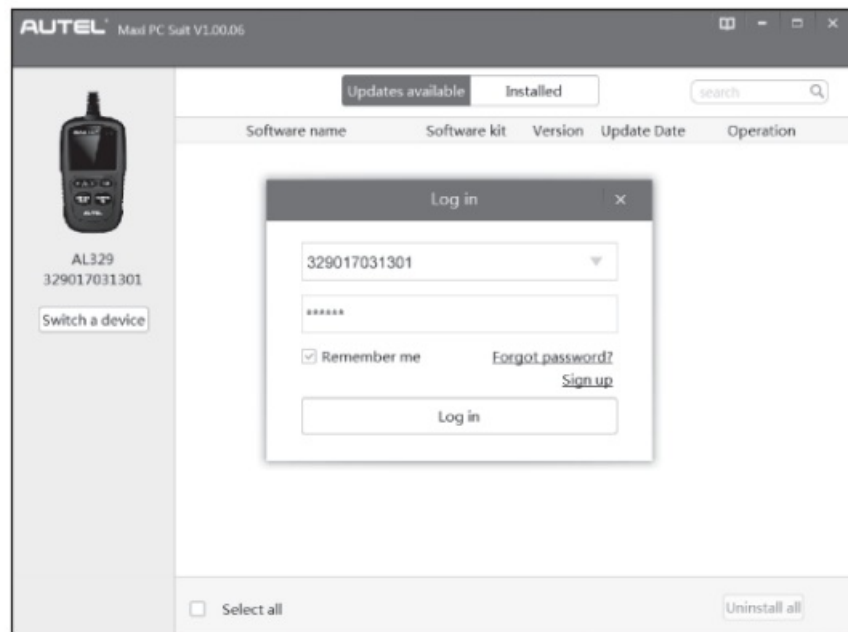 AUTEL Maxi PC Suit V1.00.06
Updates available Installed search
Software name Software kit Version Update Date Operation
Log in
329017031301
******
Remember me Forgot password?
Sign up
Log in
AL329
329017031301
Switch a device
AUTEL
Select all Uninstall all